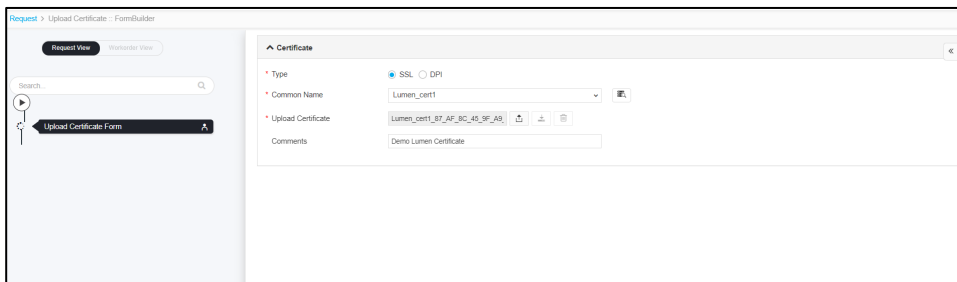 Request > Upload Certificate :: FormBuilder
Request View Workorder View
Search..
Upload Certificate Form
Certificate
* Type SSL DPI
* Common Name Lumen_cert1
* Upload Certificate Lumen_cert1_87_AF_8C_45_9F_A9_
Comments Demo Lumen Certificate